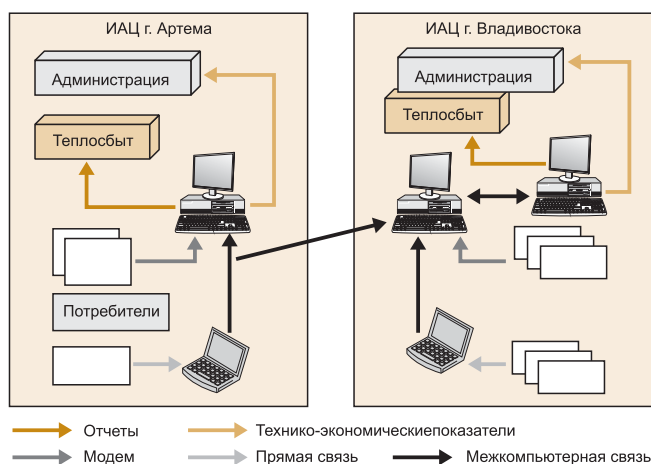 ИАЦ г. Артема
Администрация
Теплосбыт
Потребители
ИАЦ г. Владивостока
Администрация
Теплосбыт
Отчеты
Технико-экономическиепоказатели
Модем
Прямая связь
Межкомпьютерная связь